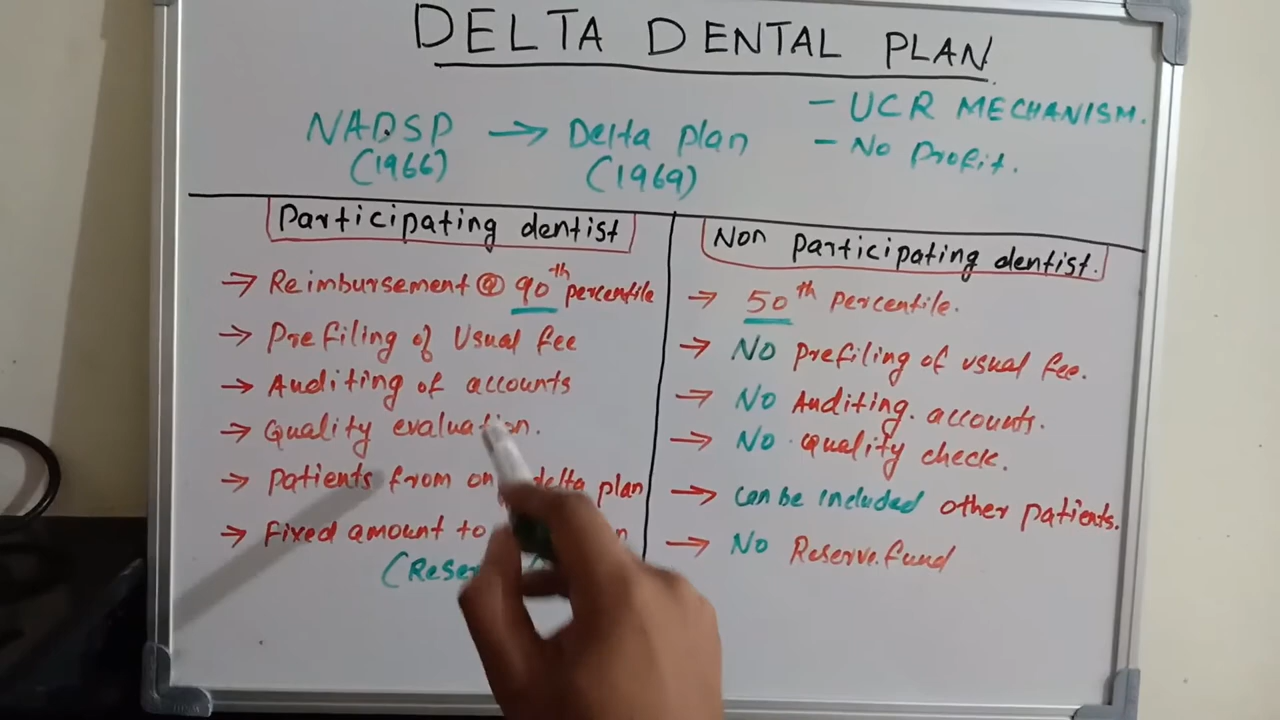 DELTA DENTAL PLAN
NADSP → Delta plan
(1966) (1969)
- UCR MECHANISM.
- No Profit.
Participating dentist
→ Reimbursement @ 90th percentile
→ Prefiling of Usual fee
→ Auditing of accounts
→ Quality evaluation.
→ Patients from delta plan
→ Fixed amount to
Non participating dentist.
→ 50th percentile.
→ NO prefiling of usual fee.
→ NO Auditing. accounts.
→ NO quality check.
→ can be included other patients.
→ NO Reserve.fund